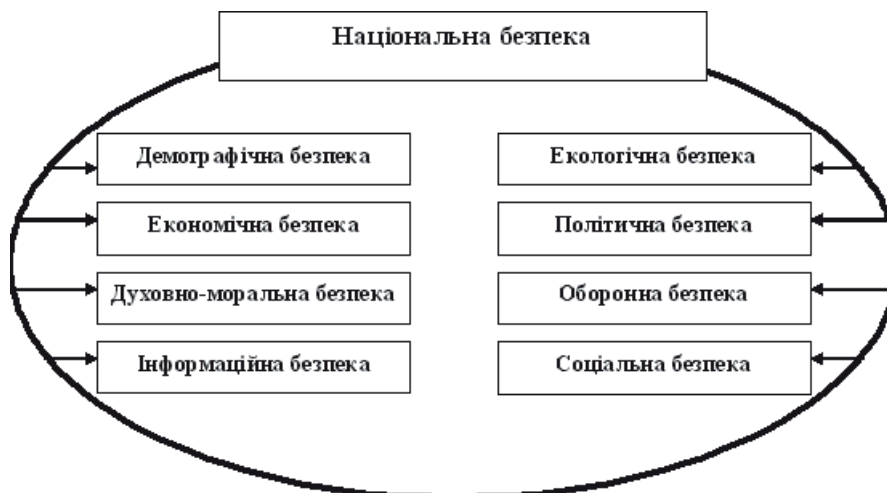 Національна безпека
Демографічна безпека
Екологічна безпека
Економічна безпека
Політична безпека
Духовно-моральна безпека
Оборонна безпека
Інформаційна безпека
Соціальна безпека